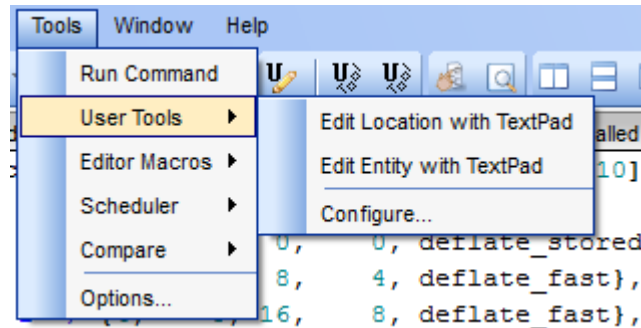 Tools Window Help
Run Command
User Tools
Edit Location with TextPad
Edit Entity with TextPad
Configure...
Editor Macros
Scheduler
Compare
Options...
10]
0, 0, deflate_stored
8, 4, deflate_fast},
16, 8, deflate_fast},